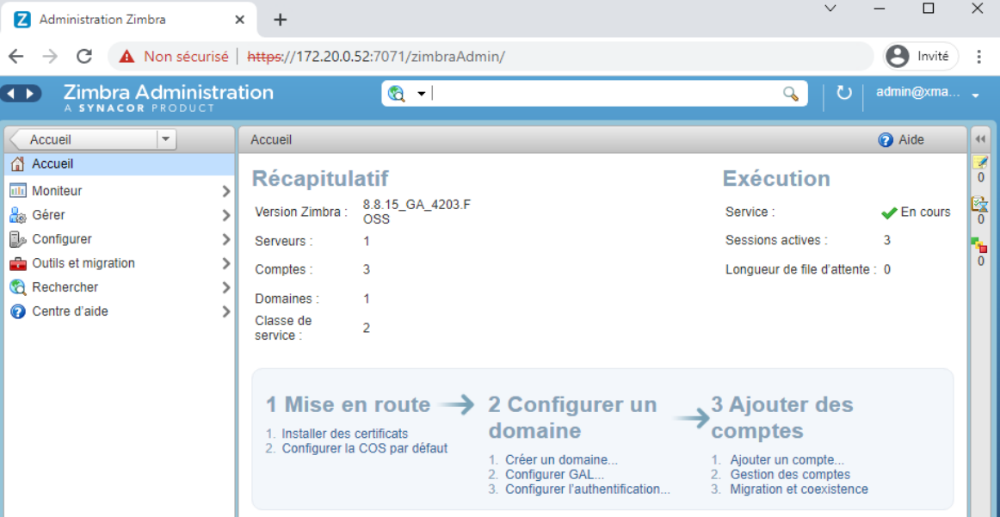 Administration Zimbra
Non sécurisé
https://172.20.0.52:7071/zimbraAdmin/
Invité
Zimbra Administration
A SYNACOR PRODUCT
admin@xma...
Accueil
Accueil
Aide
Accueil
Moniteur
Gérer
Configurer
Outils et migration
Rechercher
Centre d'aide
Récapitulatif
Version Zimbra : 8.8.15_GA_4203.F
OSS
Serveurs : 1
Comptes : 3
Domaines : 1
Classe de
service : 2
Exécution
Service : En cours
Sessions actives : 3
Longueur de file d'attente : 0
0
0
0
1 Mise en route
1. Installer des certificats
2. Configurer la COS par défaut
2 Configurer un
domaine
1. Créer un domaine...
2. Configurer GAL...
3. Configurer l'authentification...
3 Ajouter des
comptes
1. Ajouter un compte...
2. Gestion des comptes
3. Migration et coexistence